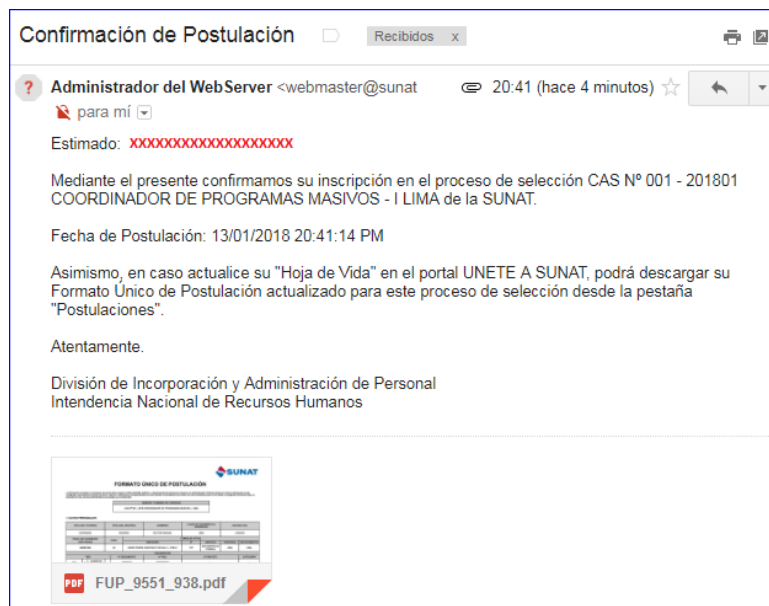 Confirmación de Postulación
Recibidos x
? Administrador del WebServer <webmaster@sunat 20:41 (hace 4 minutos)
para mí
Estimado: XXXXXXXXXXXXXXXXXXX
Mediante el presente confirmamos su inscripción en el proceso de selección CAS Nº 001 - 201801
COORDINADOR DE PROGRAMAS MASIVOS - I LIMA de la SUNAT.
Fecha de Postulación: 13/01/2018 20:41:14 PM
Asimismo, en caso actualice su "Hoja de Vida" en el portal UNETE A SUNAT, podrá descargar su
Formato Único de Postulación actualizado para este proceso de selección desde la pestaña
"Postulaciones".
Atentamente.
División de Incorporación y Administración de Personal
Intendencia Nacional de Recursos Humanos
SUNAT
FORMATO ÚNICO DE POSTULACIÓN
PDF FUP_9551_938.pdf